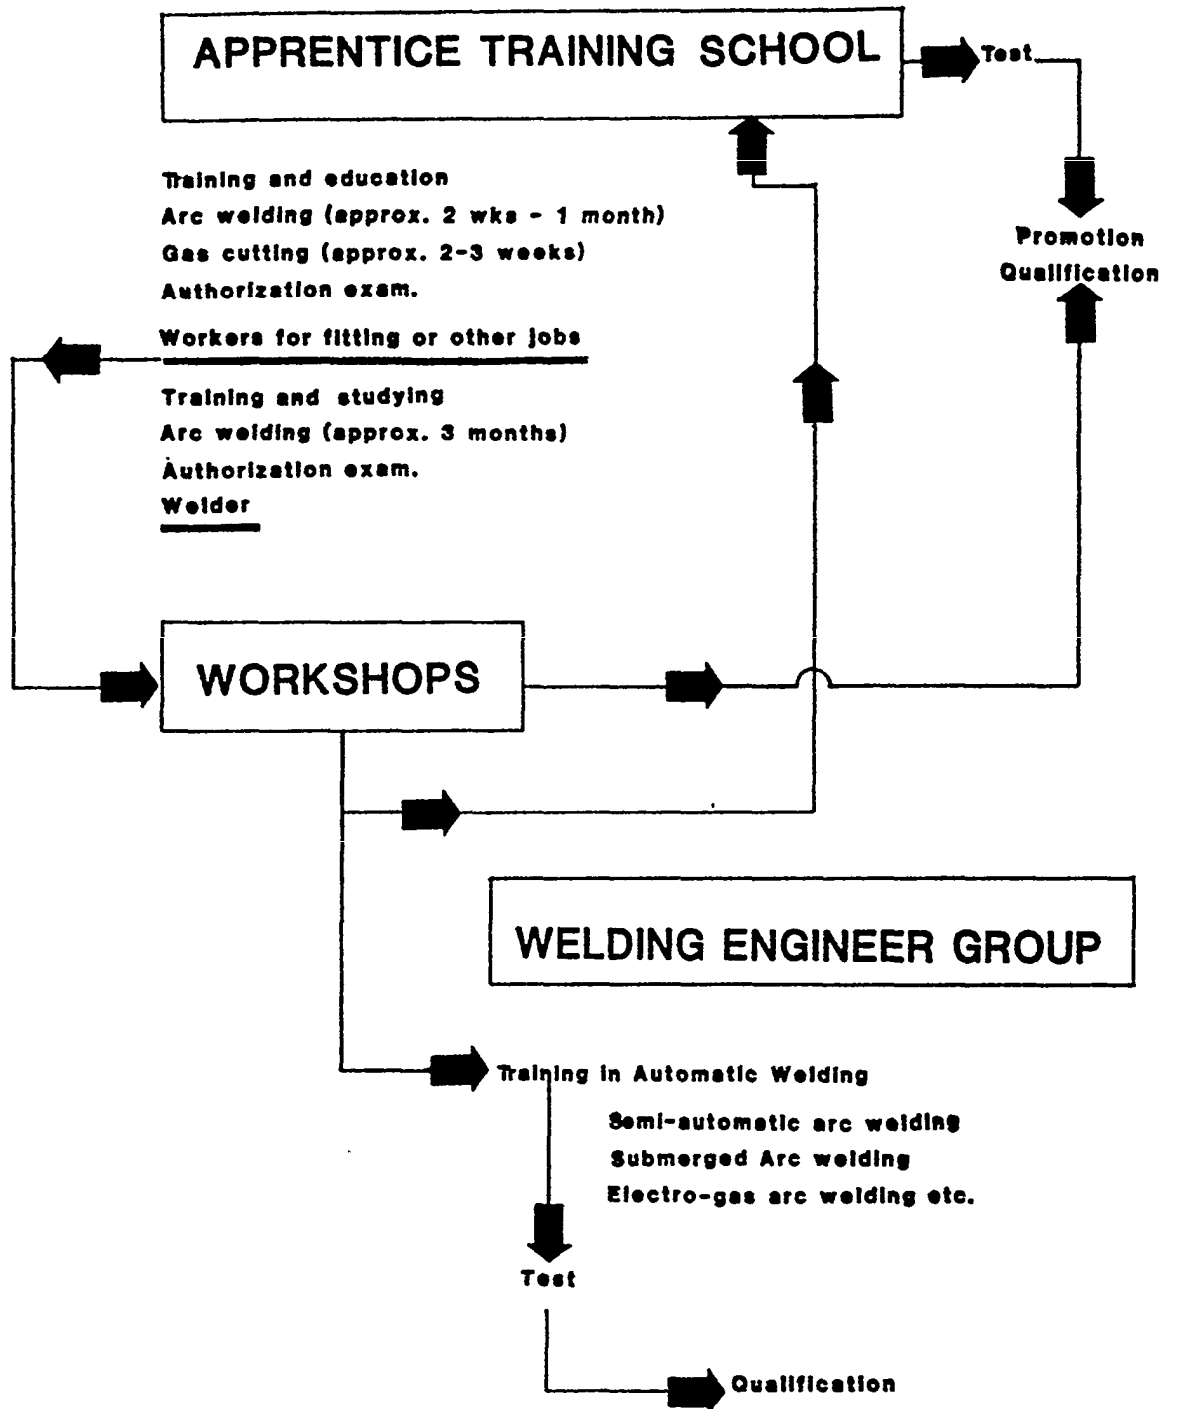 APPRENTICE TRAINING SCHOOL
Test
Training and education
Arc welding (approx. 2 wks - 1 month)
Gas cutting (approx. 2-3 weeks)
Authorization exam.
Promotion
Qualification
Workers for fitting or other jobs
Training and studying
Arc welding (approx. 3 months)
Authorization exam.
Welder
WORKSHOPS
WELDING ENGINEER GROUP
Training in Automatic Welding
Semi-automatic arc welding
Submerged Arc welding
Electro-gas arc welding etc.
Test
Qualification